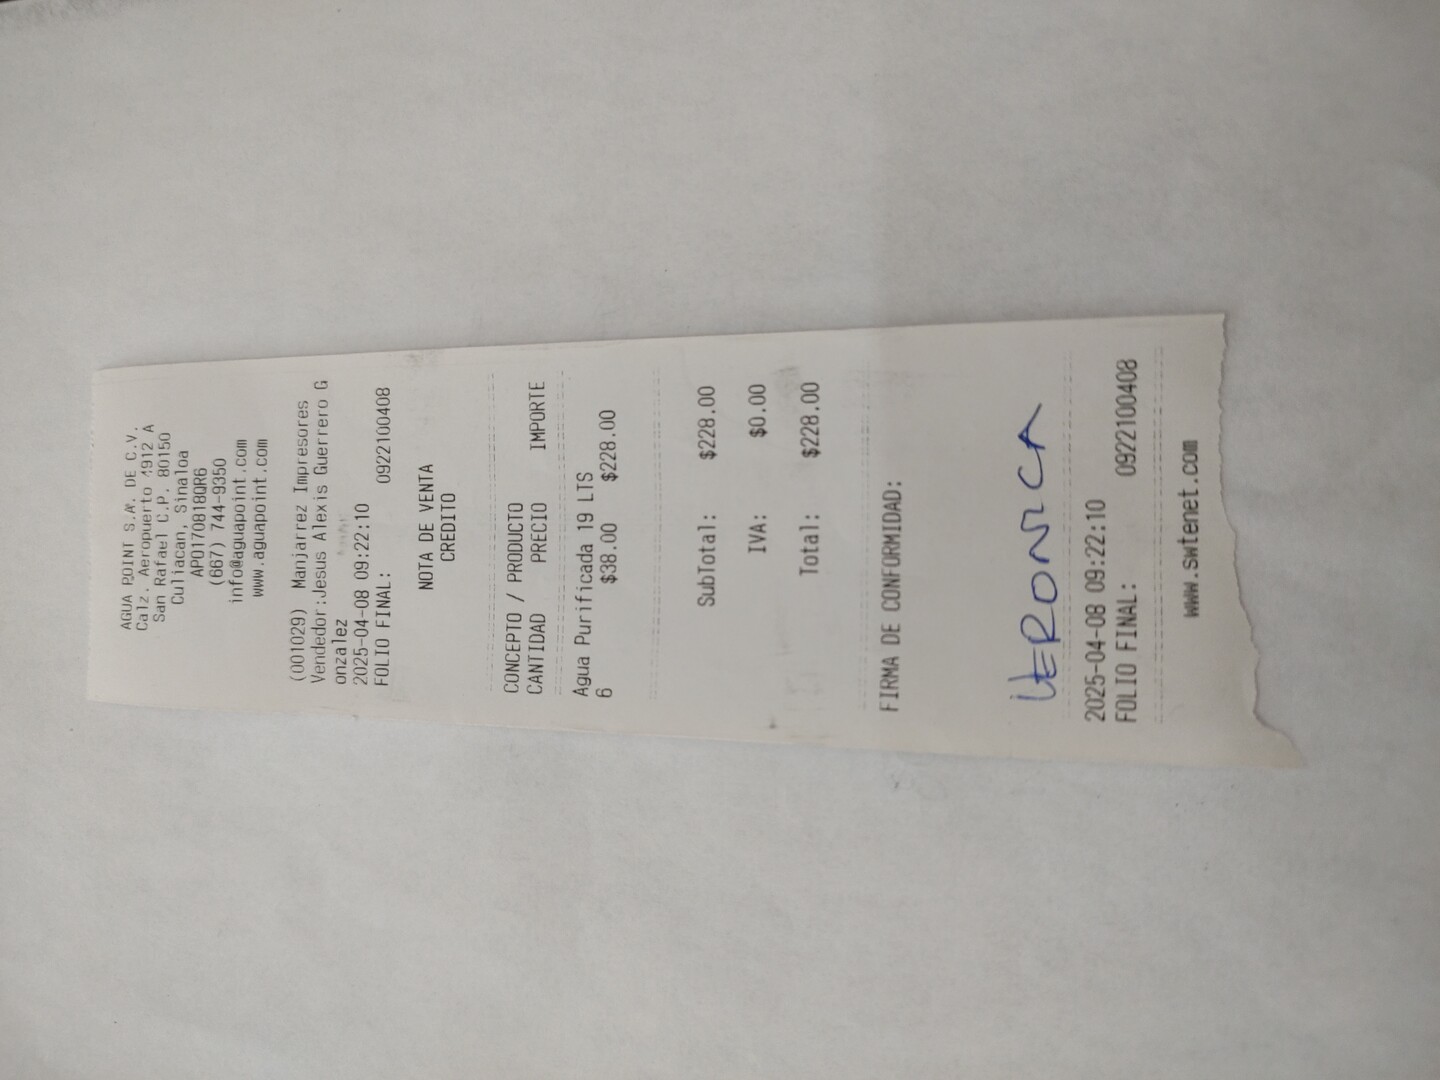 AGUA POINT S.A. DE C.V.
Calz. Aeropuerto 4912 A
San Rafael C.P. 80150
Culiacan, Sinaloa
APO170818QR6
(667) 744-9350
info@aguapoint.com
www.aguapoint.com
(001029) Manjarrez Impresores
Vendedor:Jesus Alexis Guerrero G
onzalez
2025-04-08 09:22:10
FOLIO FINAL: 0922100408
NOTA DE VENTA
CREDITO
CONCEPTO / PRODUCTO
CANTIDAD PRECIO IMPORTE
Agua Purificada 19 LTS
6 $38.00 $228.00
SubTotal: $228.00
IVA: $0.00
Total: $228.00
FIRMA DE CONFORMIDAD:
VERONICA
2025-04-08 09:22:10
FOLIO FINAL: 0922100408
www.swtenet.com